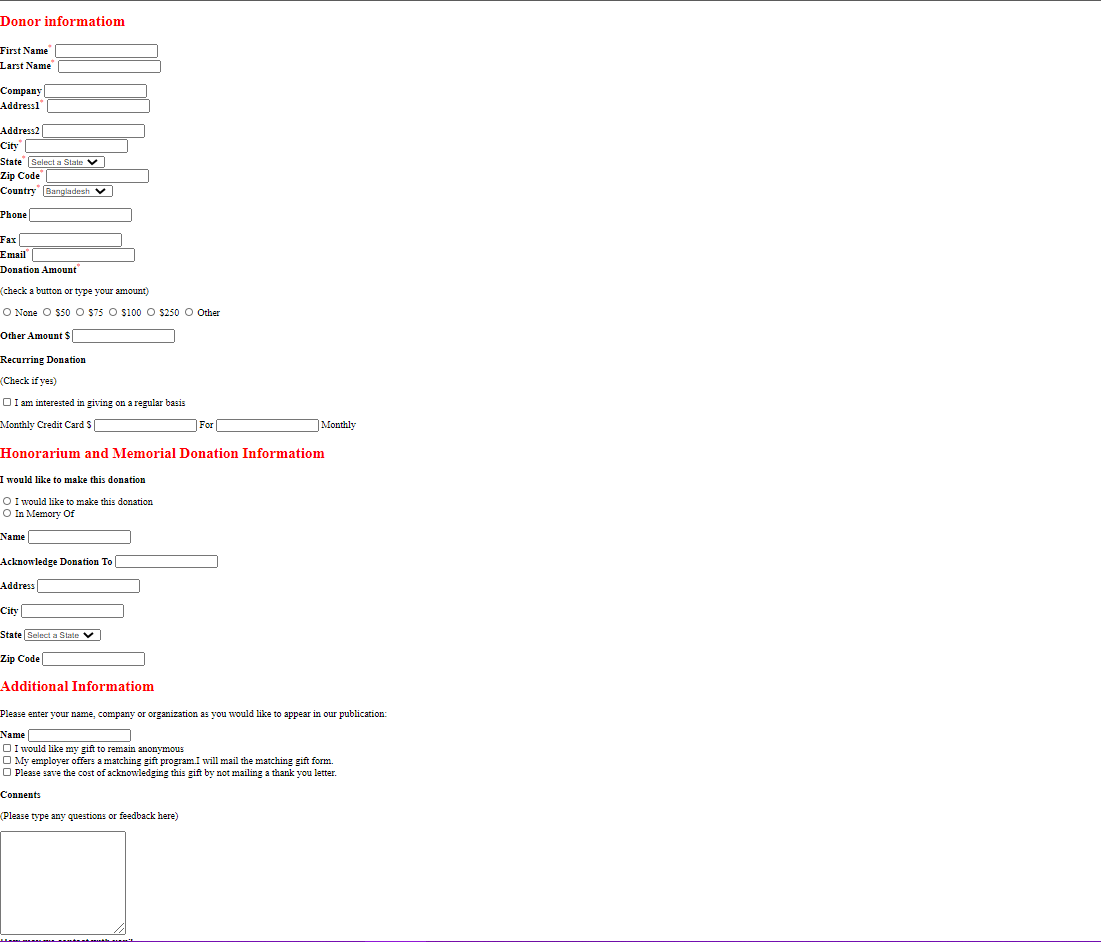 Donor informatiom
First Name*
Larst Name*
Company
Address1*
Address2
City*
State* Select a State
Zip Code*
Country* Bangladesh
Phone
Fax
Email*
Donation Amount*
(check a button or type your amount)
None $50 $75 $100 $250 Other
Other Amount $
Recurring Donation
(Check if yes)
I am interested in giving on a regular basis
Monthly Credit Card $ For Monthly
Honorarium and Memorial Donation Informatiom
I would like to make this donation
I would like to make this donation
In Memory Of
Name
Acknowledge Donation To
Address
City
State Select a State
Zip Code
Additional Informatiom
Please enter your name, company or organization as you would like to appear in our publication:
Name
I would like my gift to remain anonymous
My employer offers a matching gift program.I will mail the matching gift form.
Please save the cost of acknowledging this gift by not mailing a thank you letter.
Connents
(Please type any questions or feedback here)